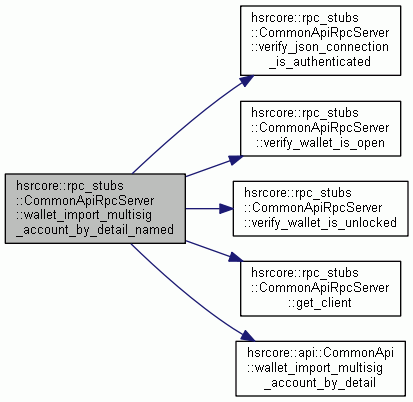 hsrcore::rpc_stubs
::CommonApiRpcServer
::verify_json_connection
_is_authenticated
hsrcore::rpc_stubs
::CommonApiRpcServer
::verify_wallet_is_open
hsrcore::rpc_stubs
::CommonApiRpcServer
::wallet_import_multisig
_account_by_detail_named
hsrcore::rpc_stubs
::CommonApiRpcServer
::verify_wallet_is_unlocked
hsrcore::rpc_stubs
::CommonApiRpcServer
::get_client
hsrcore::api::CommonApi
::wallet_import_multisig
_account_by_detail